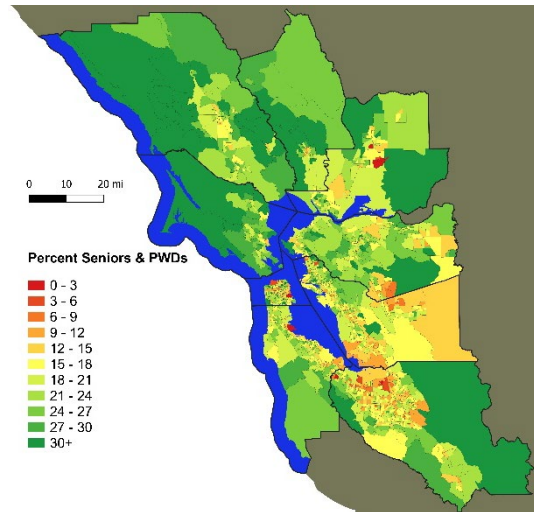 0 10 20 mi
Percent Seniors & PWDs
0 - 3
3 - 6
6 - 9
9 - 12
12 - 15
15 - 18
18 - 21
21 - 24
24 - 27
27 - 30
30+